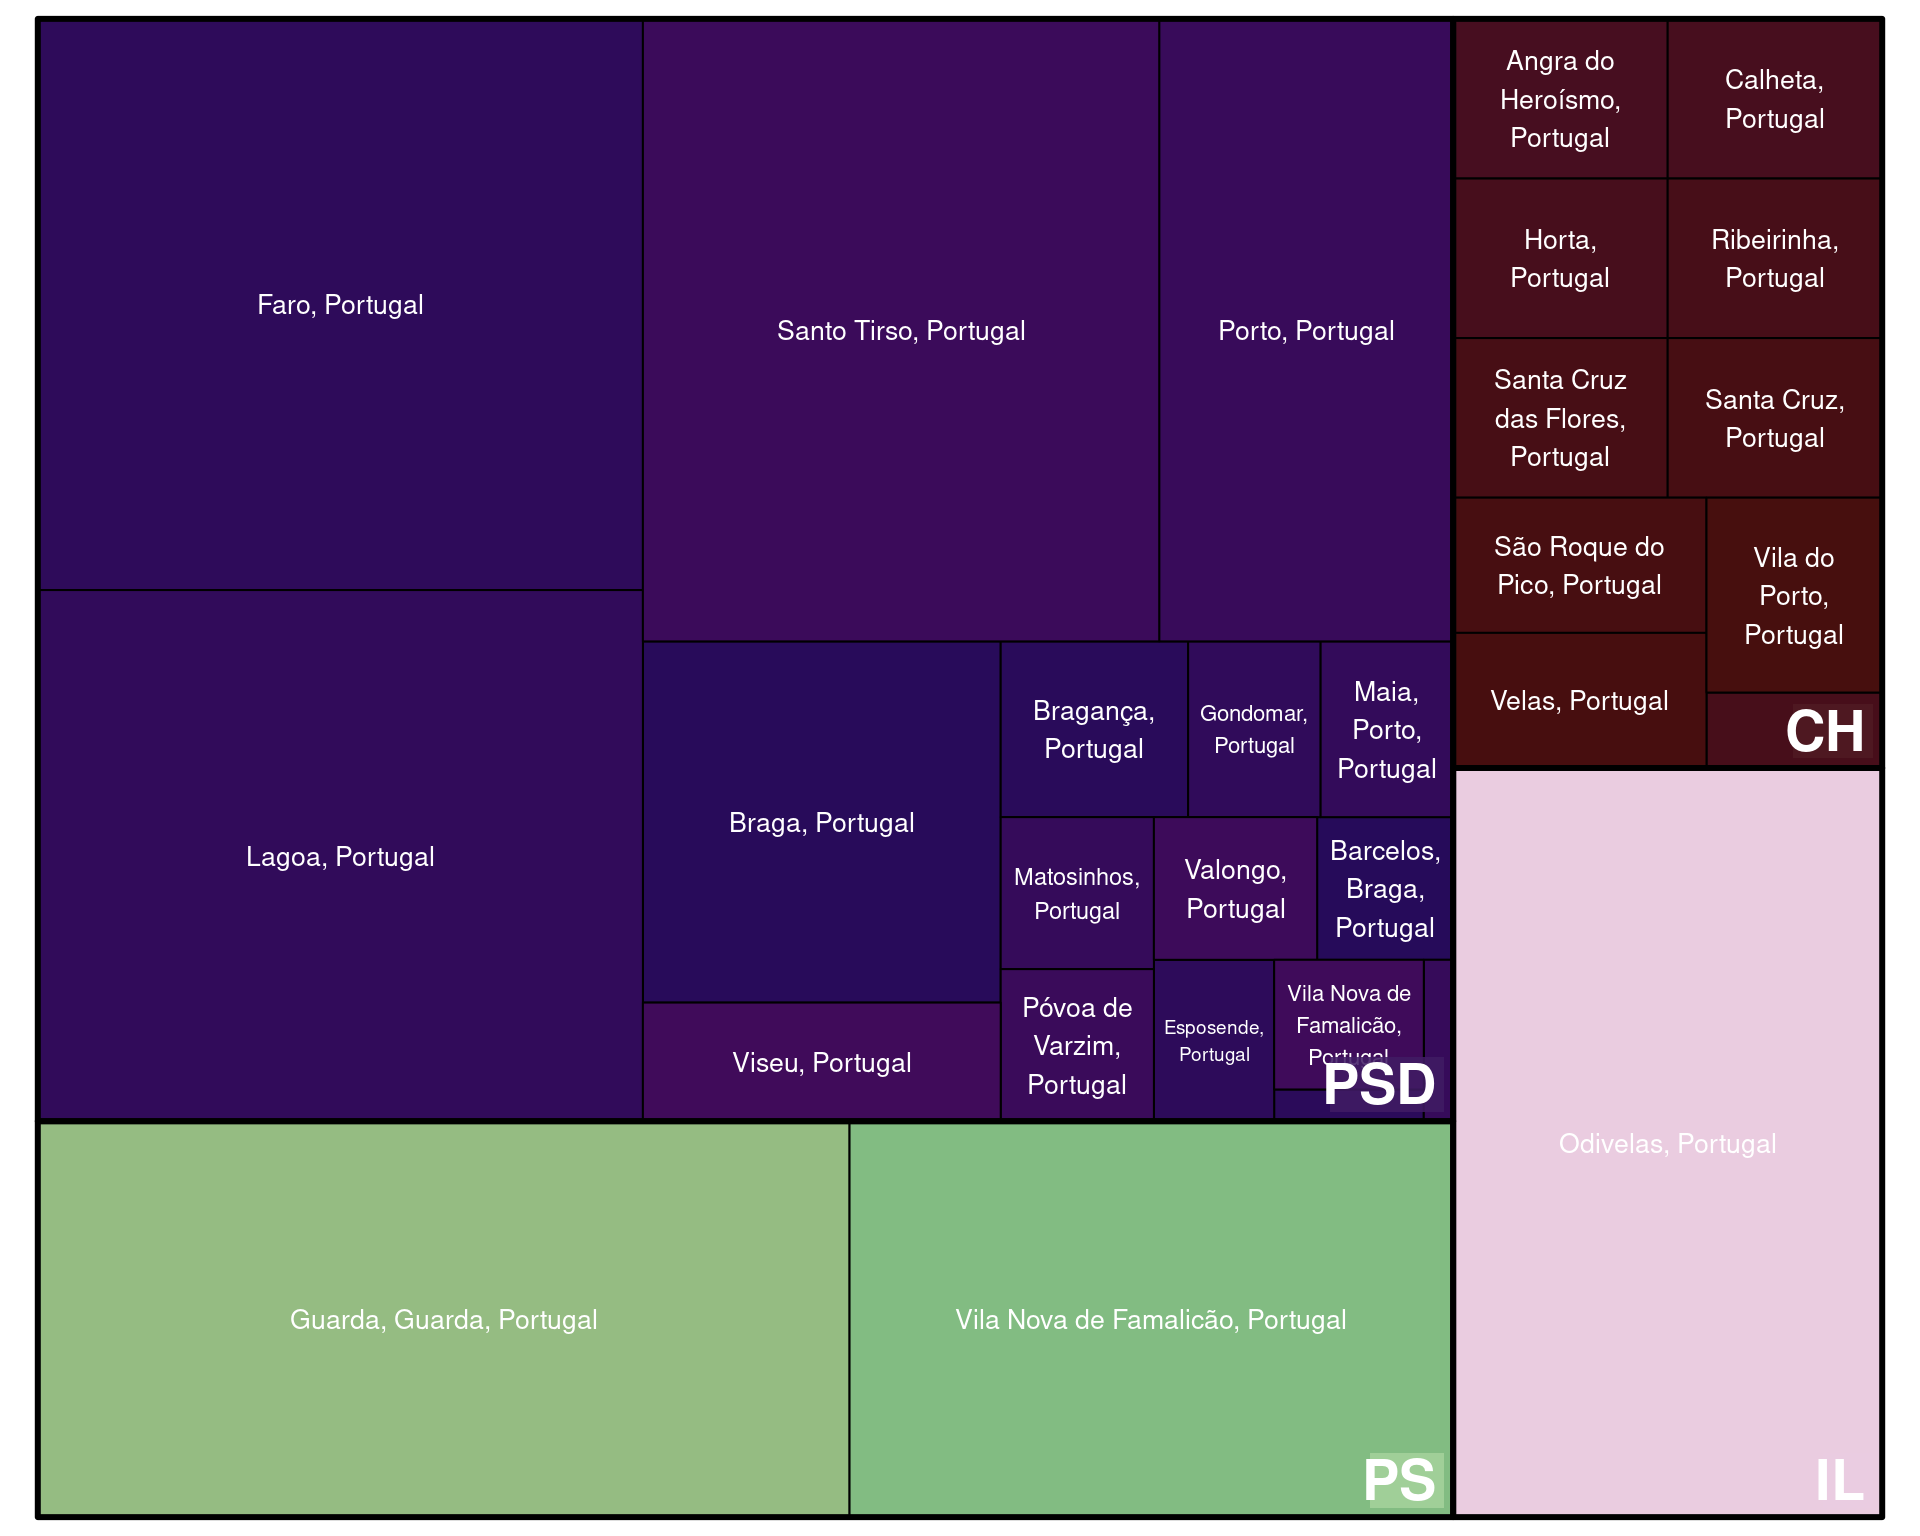 Faro, Portugal
Santo Tirso, Portugal
Porto, Portugal
Angra do
Heroísmo,
Portugal
Calheta,
Portugal
Horta,
Portugal
Ribeirinha,
Portugal
Santa Cruz
das Flores,
Portugal
Santa Cruz,
Portugal
São Roque do
Pico, Portugal
Vila do
Porto,
Portugal
Velas, Portugal
CH
Lagoa, Portugal
Braga, Portugal
Bragança,
Portugal
Gondomar,
Portugal
Maia,
Porto,
Portugal
Matosinhos,
Portugal
Valongo,
Portugal
Barcelos,
Braga,
Portugal
Viseu, Portugal
Póvoa de
Varzim,
Portugal
Esposende,
Portugal
Vila Nova de
Famalicão,
Portugal
PSD
Guarda, Guarda, Portugal
Vila Nova de Famalicão, Portugal
PS
Odivelas, Portugal
IL